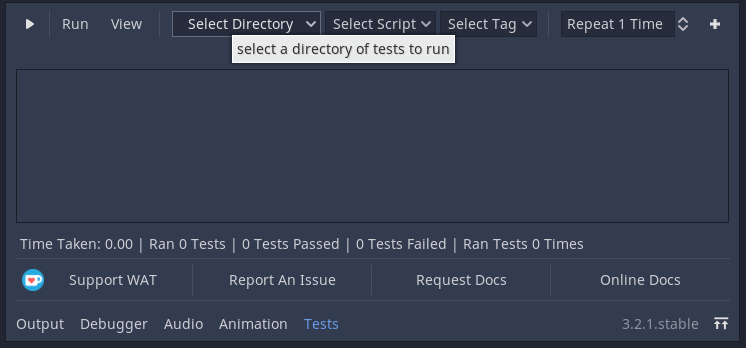 Run View Select Directory Select Script Select Tag Repeat 1 Time
select a directory of tests to run
Time Taken: 0.00 | Ran 0 Tests | 0 Tests Passed | 0 Tests Failed | Ran Tests 0 Times
Support WAT Report An Issue Request Docs Online Docs
Output Debugger Audio Animation Tests 3.2.1.stable